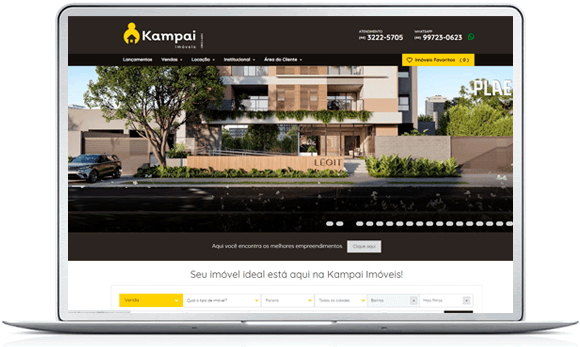 Kampai
imóveis
ATENDIMENTO
(44) 3222-5705
WHATSAPP
(44) 99723-0623
Lançamentos Vendas Locação Institucional Área do Cliente
Imóveis Favoritos ( 0 )
PLAE
LEGIT
Aqui você encontra os melhores empreendimentos. Clique aqui
Seu imóvel ideal está aqui na Kampai Imóveis!
Venda Qual o tipo de imóvel? Paraná Todas as cidades Bairros Mais filtros